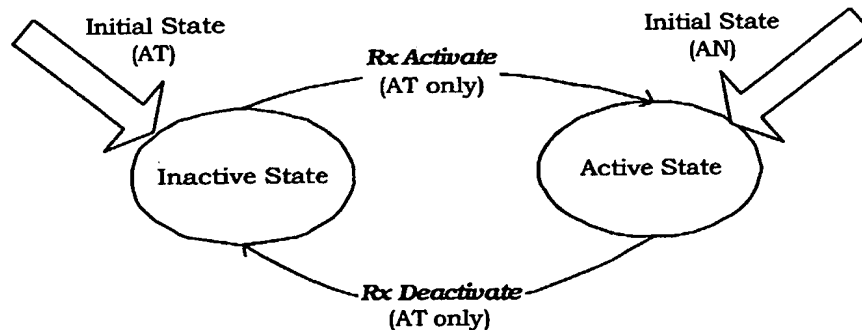 Initial State
(AT)
Rx Activate
(AT only)
Initial State
(AN)
Inactive State
Active State
Rx Deactivate
(AT only)